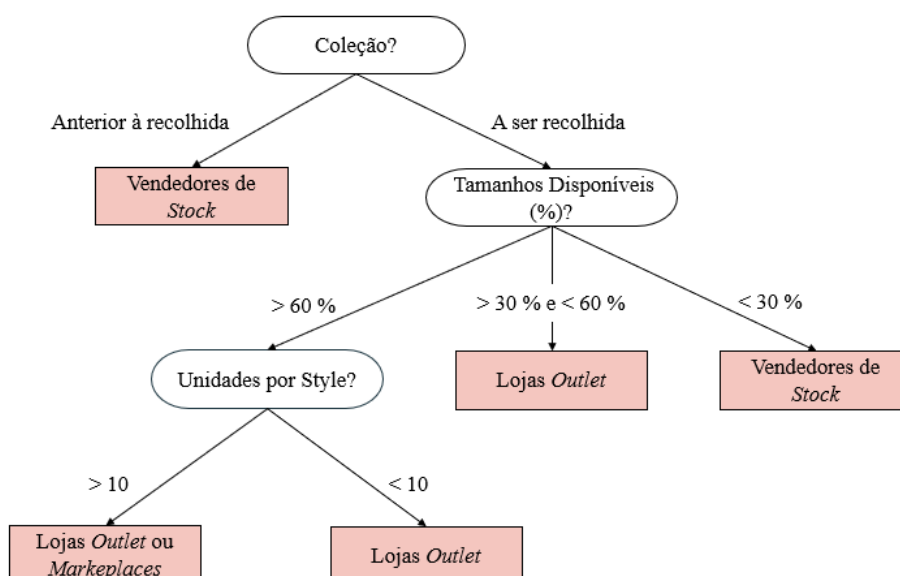 Coleção?
Anterior à recolhida
A ser recolhida
Vendedores de
Stock
Tamanhos Disponíveis
(%)?
> 60 %
> 30 % e < 60 %
< 30 %
Unidades por Style?
Lojas Outlet
Vendedores de
Stock
> 10
< 10
Lojas Outlet ou
Markeplaces
Lojas Outlet